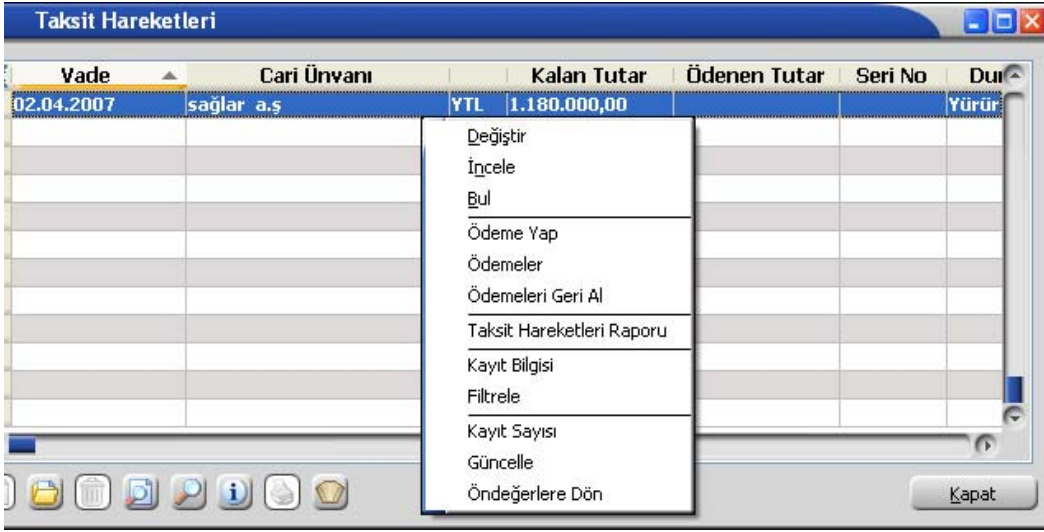 Taksit Hareketleri
Vade Cari Ünvanı Kalan Tutar Ödenen Tutar Seri No
02.04.2007 sağlar a.ş YTL 1.180.000,00 Yürür
Değiştir
İncele
Bul
Ödeme Yap
Ödemeler
Ödemeleri Geri Al
Taksit Hareketleri Raporu
Kayıt Bilgisi
Filtrele
Kayıt Sayısı
Güncelle
Öndeğerlere Dön
Kapat